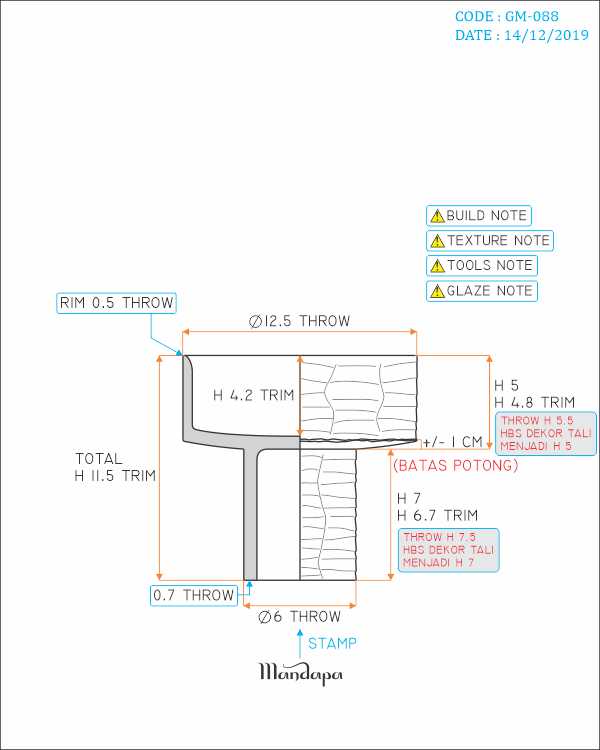 CODE : GM-088
DATE : 14/12/2019
BUILD NOTE
TEXTURE NOTE
TOOLS NOTE
GLAZE NOTE
RIM 0.5 THROW
Ø12.5 THROW
H 4.2 TRIM
H 5
H 4.8 TRIM
THROW H 5.5
HBS DEKOR TALI
MENJADI H 5
+/- 1 CM
(BATAS POTONG)
TOTAL
H 11.5 TRIM
H 7
H 6.7 TRIM
THROW H 7.5
HBS DEKOR TALI
MENJADI H 7
0.7 THROW
Ø6 THROW
STAMP
Mandapa